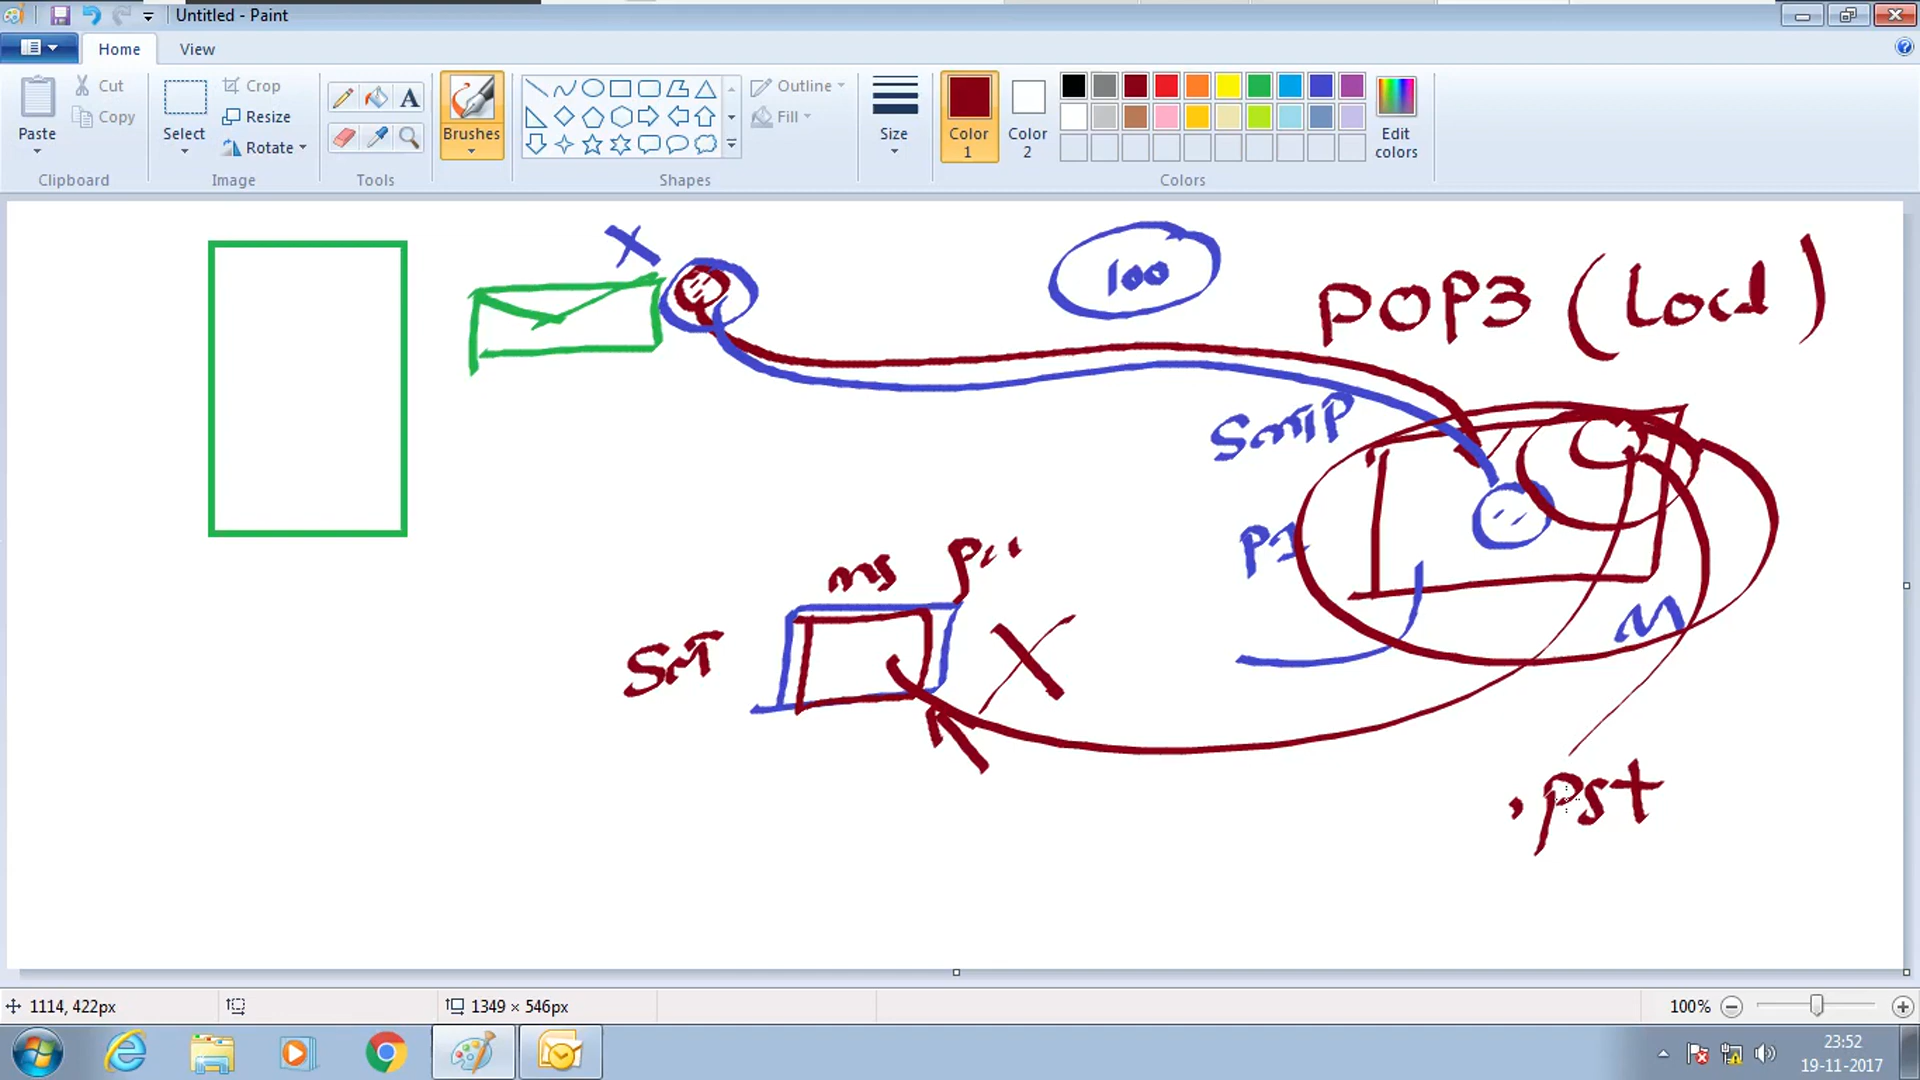 Untitled - Paint
Home
View
Paste
Cut
Copy
Clipboard
Select
Crop
Resize
Rotate
Image
Tools
Brushes
Shapes
Outline
Fill
Size
Color 1
Color 2
Edit colors
Colors
X
100
POP3 (Local)
SMTP
ms
X
M
.pst
1114, 422px
1349 × 546px
100%
23:52
19-11-2017